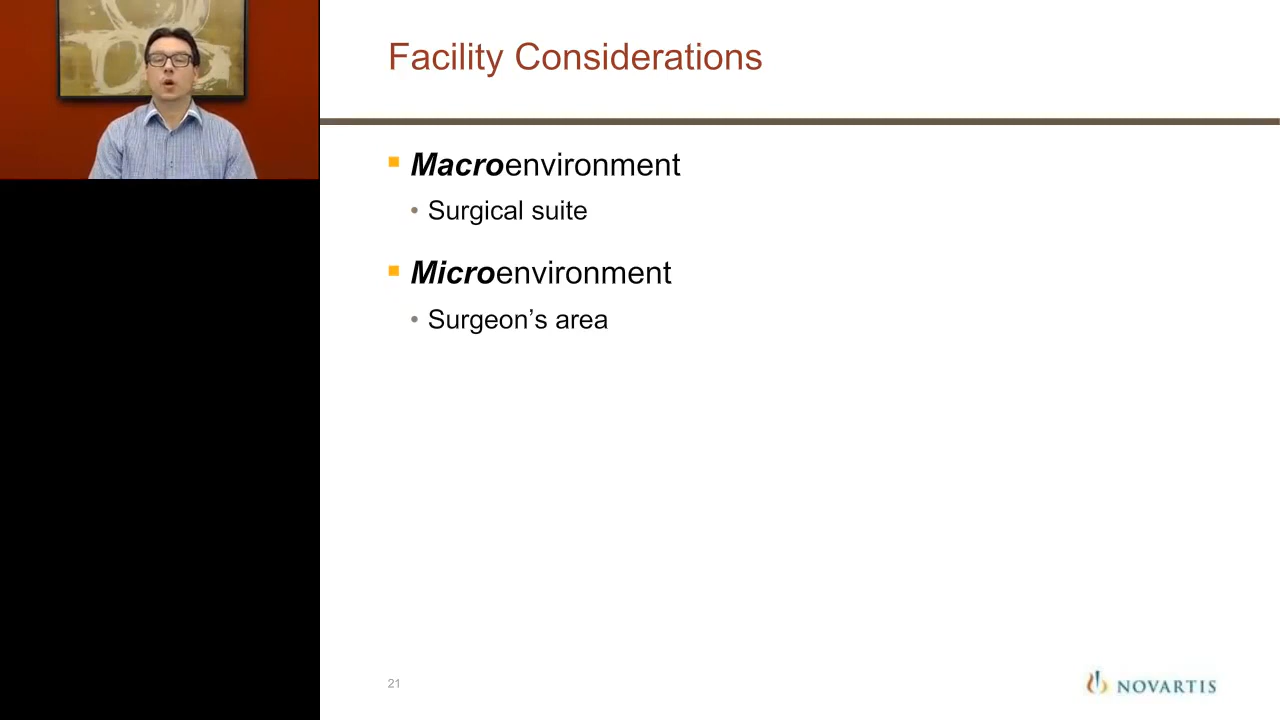 Facility Considerations
Macroenvironment
Surgical suite
Microenvironment
Surgeon’s area
21
NOVARTIS